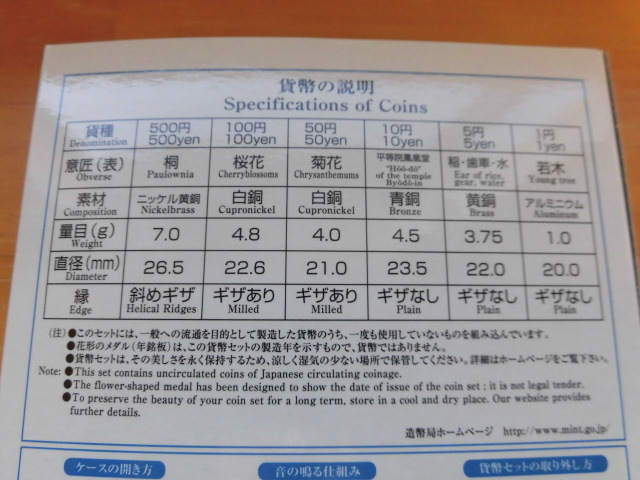 貨幣の説明
Specifications of Coins
貨種 500円 100円 50円 10円 5円 1円
Denomination 500yen 100yen 50yen 10yen 5yen 1yen
意匠(表) 桐 桜花 菊花 平等院鳳凰堂 稲・歯車・水 若木
Obverse Paulownia Cherryblossoms Chrysanthemums "Hōō-dō" of the temple Byōdō-in Ear of rice, gear, water Young tree
素材 ニッケル黄銅 白銅 白銅 青銅 黄銅 アルミニウム
Composition Nickelbrass Cupronickel Cupronickel Bronze Brass Aluminum
量目(g) 7.0 4.8 4.0 4.5 3.75 1.0
Weight
直径(mm) 26.5 22.6 21.0 23.5 22.0 20.0
Diameter
縁 斜めギザ ギザあり ギザあり ギザなし ギザなし ギザなし
Edge Helical Ridges Milled Milled Plain Plain Plain
(注) ●このセットには、一般への流通を目的として製造した貨幣のうち、一度も使用していないものを組み込んでいます。
●花形のメダル(年銘板)は、この貨幣セットの製造年を示すもので、貨幣ではありません。
●貨幣セットは、その美しさを永く保持するため、涼しく湿気の少ない場所で保管してください。詳細はホームページをご覧下さい。
Note: ●This set contains uncirculated coins of Japanese circulating coinage.
●The flower-shaped medal has been designed to show the date of issue of the coin set ; it is not legal tender.
●To preserve the beauty of your coin set for a long term, store in a cool and dry place. Our website provides
further details.
造幣局ホームページ http://www.mint.go.jp/
ケースの開き方 音の鳴る仕組み 貨幣セットの取り外し方